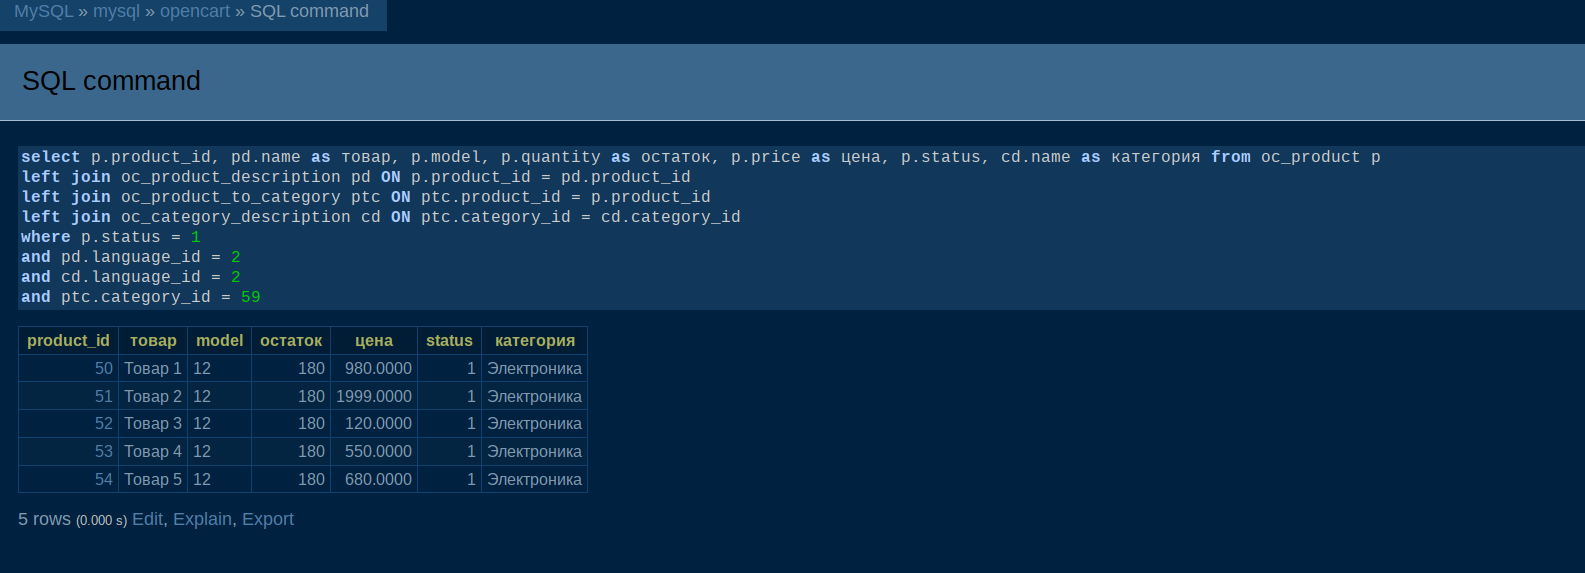 MySQL » mysql » opencart » SQL command
SQL command
select p.product_id, pd.name as товар, p.model, p.quantity as остаток, p.price as цена, p.status, cd.name as категория from oc_product p
left join oc_product_description pd ON p.product_id = pd.product_id
left join oc_product_to_category ptc ON ptc.product_id = p.product_id
left join oc_category_description cd ON ptc.category_id = cd.category_id
where p.status = 1
and pd.language_id = 2
and cd.language_id = 2
and ptc.category_id = 59
product_id товар model остаток цена status категория
50 Товар 1 12 180 980.0000 1 Электроника
51 Товар 2 12 180 1999.0000 1 Электроника
52 Товар 3 12 180 120.0000 1 Электроника
53 Товар 4 12 180 550.0000 1 Электроника
54 Товар 5 12 180 680.0000 1 Электроника
5 rows (0.000 s) Edit, Explain, Export